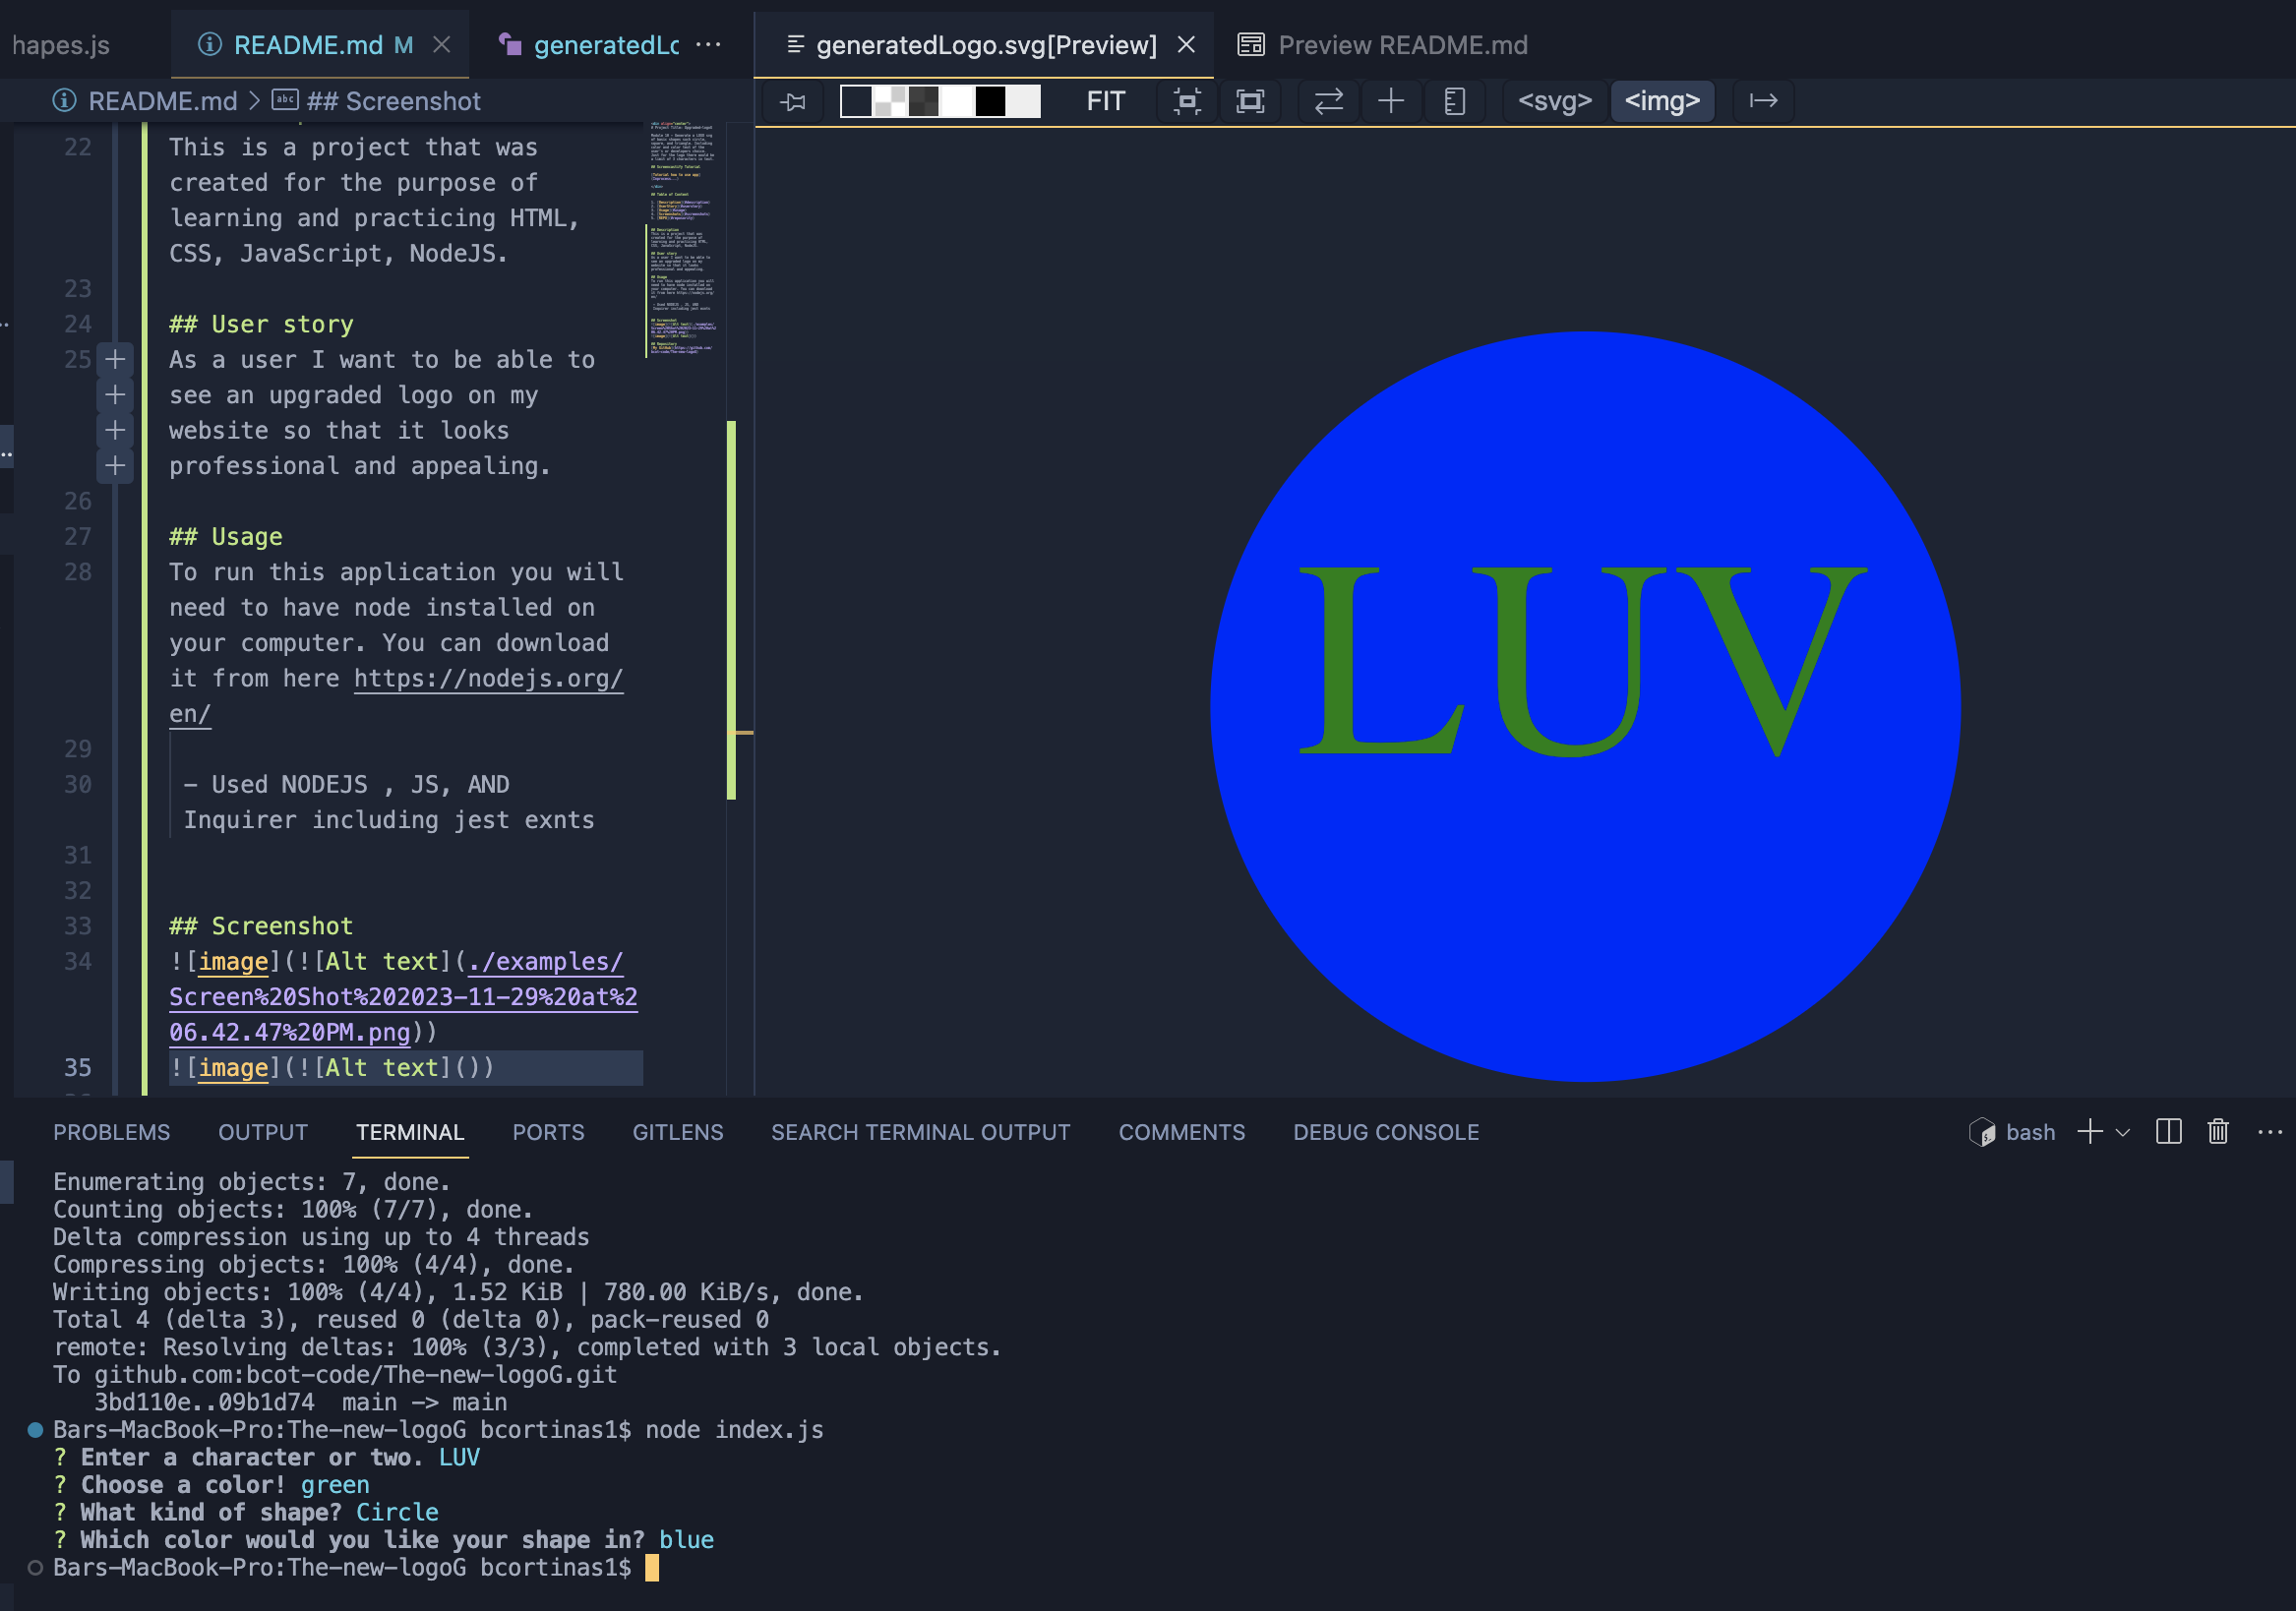 hapes.js
README.md M
generatedLc
generatedLogo.svg[Preview]
Preview README.md
README.md > ## Screenshot
FIT
<svg>
<img>
22 This is a project that was
created for the purpose of
learning and practicing HTML,
CSS, JavaScript, NodeJS.
23
24 ## User story
25 As a user I want to be able to
see an upgraded logo on my
website so that it looks
professional and appealing.
26
27 ## Usage
28 To run this application you will
need to have node installed on
your computer. You can download
it from here https://nodejs.org/
en/
29
30 - Used NODEJS , JS, AND
Inquirer including jest exnts
31
32
33 ## Screenshot
34 ![image](![Alt text](./examples/
Screen%20Shot%202023-11-29%20at%2
06.42.47%20PM.png))
35 ![image](![Alt text]())
LUV
PROBLEMS OUTPUT TERMINAL PORTS GITLENS SEARCH TERMINAL OUTPUT COMMENTS DEBUG CONSOLE
bash
Enumerating objects: 7, done.
Counting objects: 100% (7/7), done.
Delta compression using up to 4 threads
Compressing objects: 100% (4/4), done.
Writing objects: 100% (4/4), 1.52 KiB | 780.00 KiB/s, done.
Total 4 (delta 3), reused 0 (delta 0), pack-reused 0
remote: Resolving deltas: 100% (3/3), completed with 3 local objects.
To github.com:bcot-code/The-new-logoG.git
3bd110e..09b1d74 main -> main
Bars-MacBook-Pro:The-new-logoG bcortinas1$ node index.js
? Enter a character or two. LUV
? Choose a color! green
? What kind of shape? Circle
? Which color would you like your shape in? blue
Bars-MacBook-Pro:The-new-logoG bcortinas1$